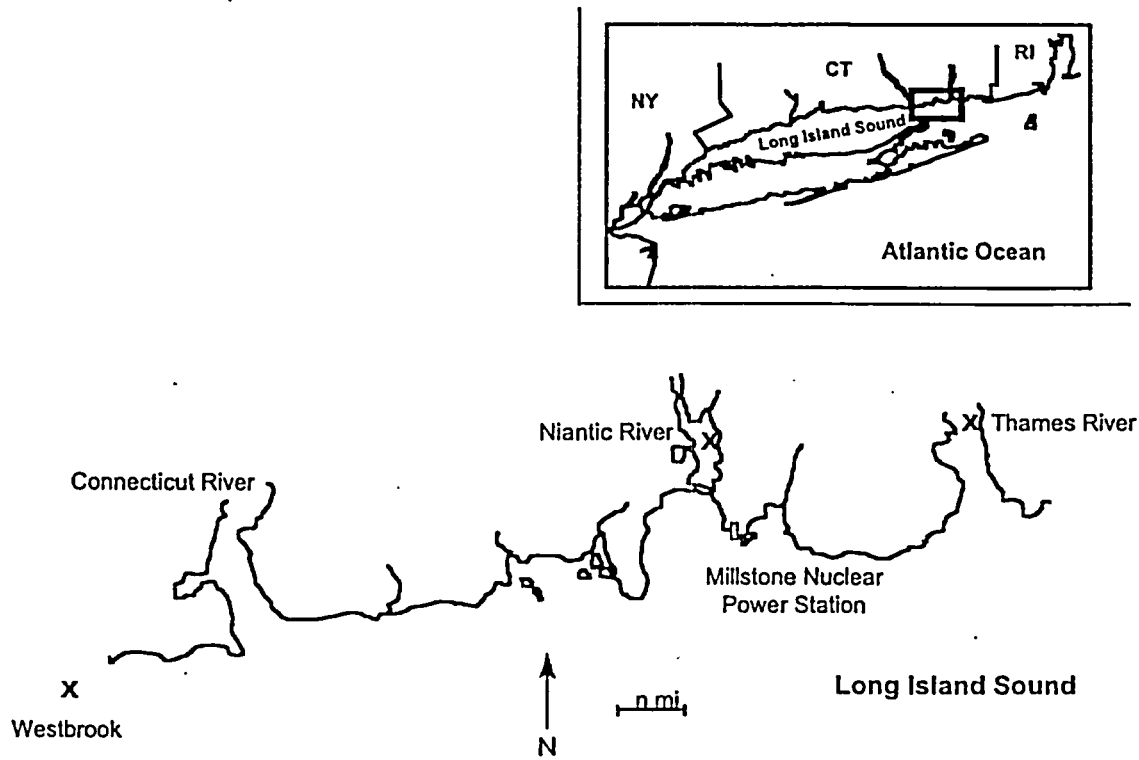 NY
CT
RI
Long Island Sound
Atlantic Ocean
Niantic River
X
X
Thames River
Connecticut River
Millstone Nuclear
Power Station
X
Westbrook
N
n mi
Long Island Sound